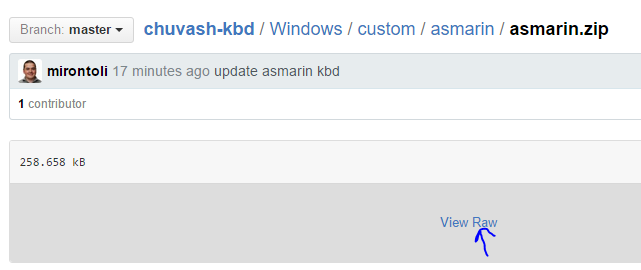 Branch: master chuvash-kbd / Windows / custom / asmarin / asmarin.zip
mirontoli 17 minutes ago update asmarin kbd
1 contributor
258.658 kB
View Raw